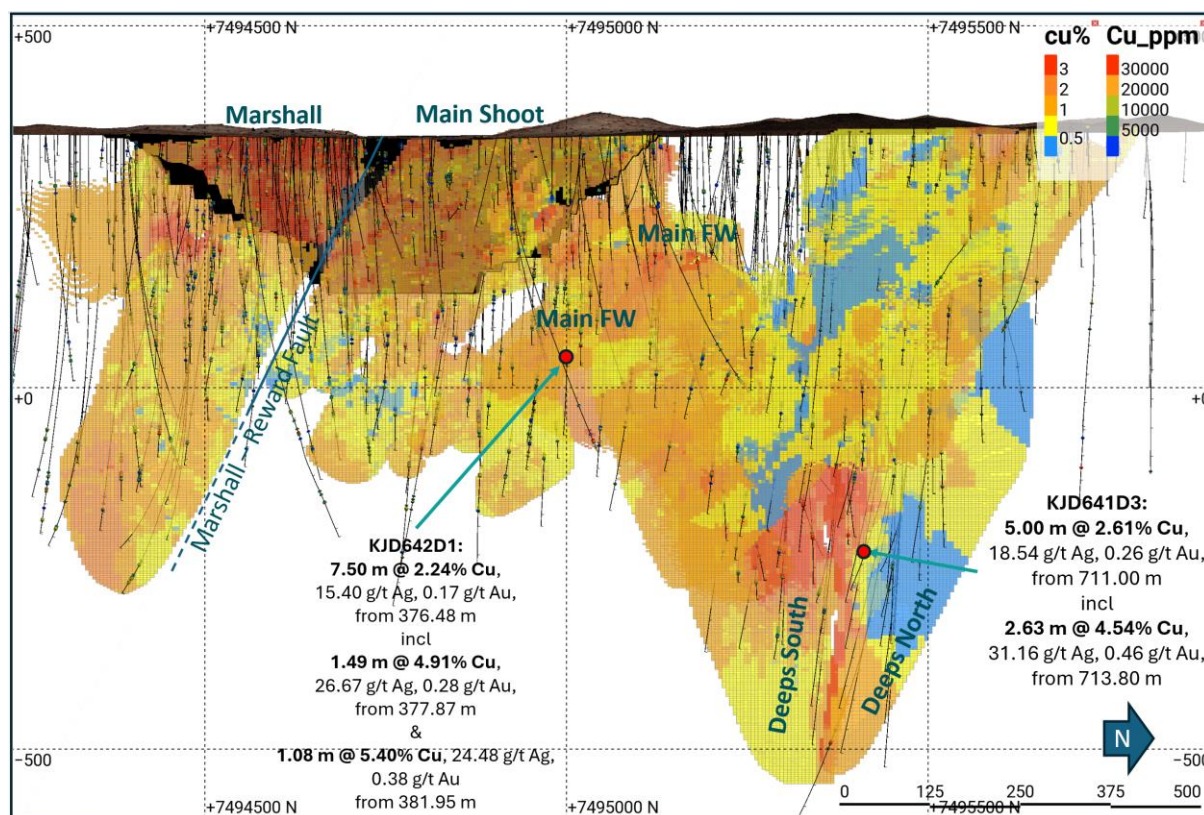 +500
+7494500 N
+7495000 N
+7495500 N
cu%
Cu_ppm
3
2
1
0.5
30000
20000
10000
5000
Marshall
Main Shoot
Main FW
Main FW
Marshall – Reward Fault
+0
+0
KJD642D1:
7.50 m @ 2.24% Cu,
15.40 g/t Ag, 0.17 g/t Au,
from 376.48 m
incl
1.49 m @ 4.91% Cu,
26.67 g/t Ag, 0.28 g/t Au,
from 377.87 m
&
1.08 m @ 5.40% Cu, 24.48 g/t Ag,
0.38 g/t Au
from 381.95 m
Deeps South
Deeps North
KJD641D3:
5.00 m @ 2.61% Cu,
18.54 g/t Ag, 0.26 g/t Au,
from 711.00 m
incl
2.63 m @ 4.54% Cu,
31.16 g/t Ag, 0.46 g/t Au,
from 713.80 m
N
-500
-500
0 125 250 375 500
+7494500 N
+7495000 N
+7495500 N